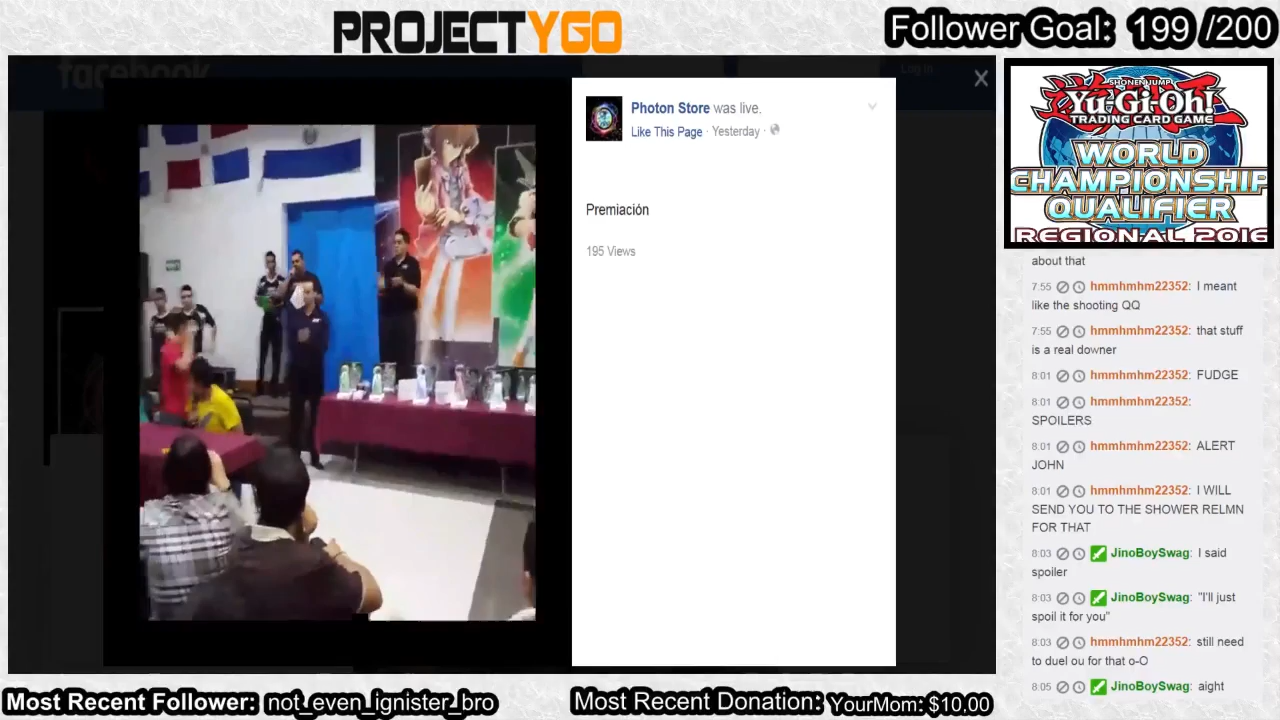 PROJECTYGO
Follower Goal: 199 /200
facebook
Log In
Photon Store was live.
Like This Page · Yesterday ·
Premiación
195 Views
SHONEN JUMP
Yu-Gi-Oh!
TRADING CARD GAME
WORLD
CHAMPIONSHIP
QUALIFIER
REGIONAL 2016
about that
7:55 hmmhmhm22352: I meant
like the shooting QQ
7:55 hmmhmhm22352: that stuff
is a real downer
8:01 hmmhmhm22352: FUDGE
8:01 hmmhmhm22352:
SPOILERS
8:01 hmmhmhm22352: ALERT
JOHN
8:01 hmmhmhm22352: I WILL
SEND YOU TO THE SHOWER RELMN
FOR THAT
8:03 JinoBoySwag: I said
spoiler
8:03 JinoBoySwag: "I'll just
spoil it for you"
8:03 hmmhmhm22352: still need
to duel ou for that o-O
8:05 JinoBoySwag: aight
Most Recent Follower: not_even_ignister_bro
Most Recent Donation: YourMom: $10.00